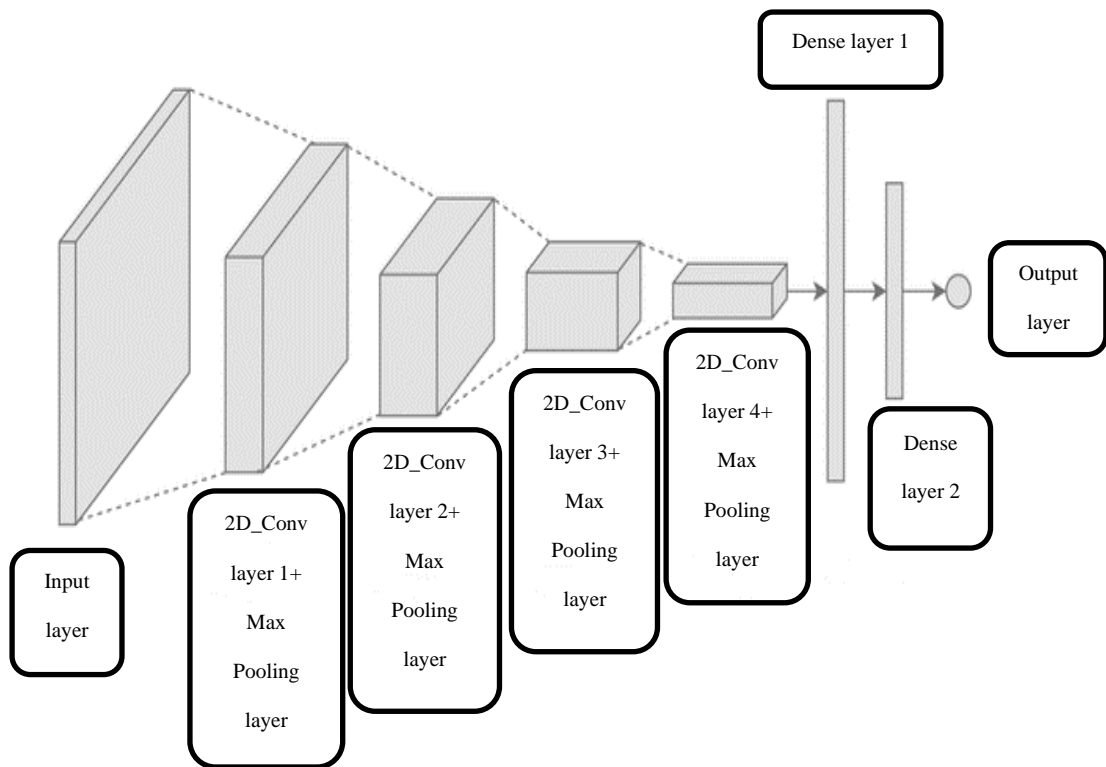 Dense layer 1
Output
layer
2D_Conv
layer 4+
Max
Pooling
layer
Dense
layer 2
2D_Conv
layer 3+
Max
Pooling
layer
2D_Conv
layer 2+
Max
Pooling
layer
2D_Conv
layer 1+
Max
Pooling
layer
Input
layer